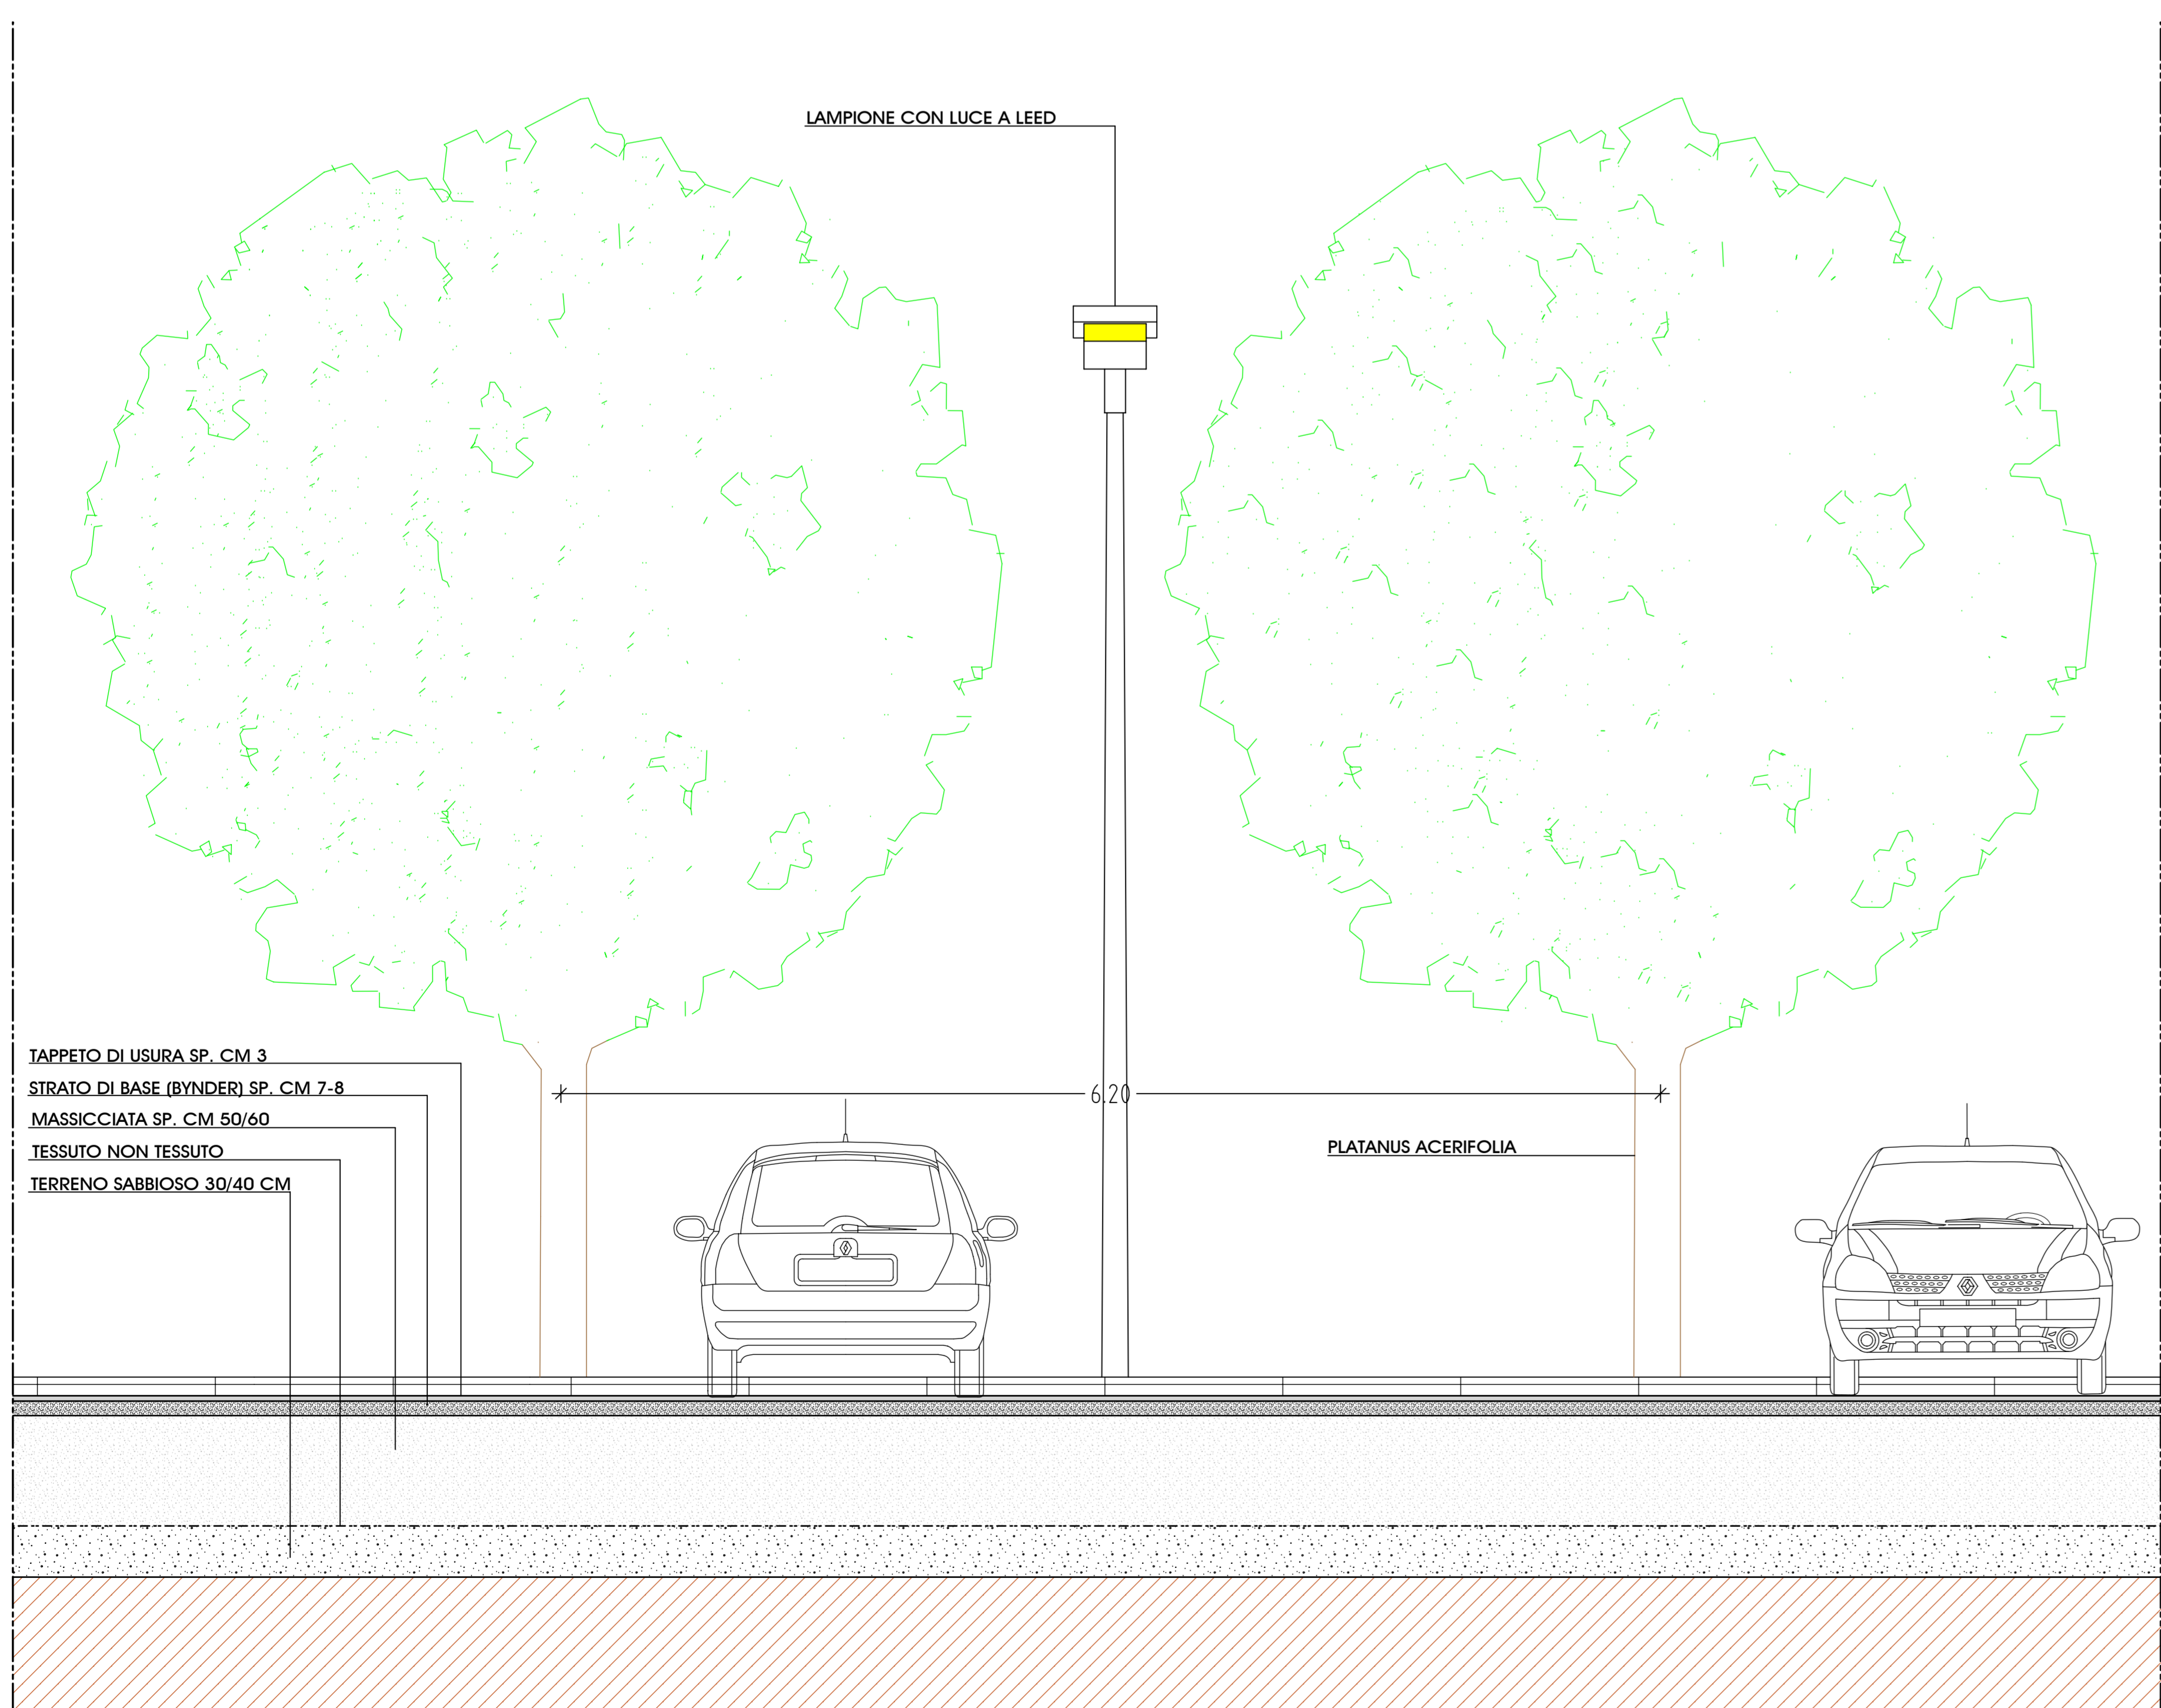 LAMPIONE CON LUCE A LEED
TAPPETO DI USURA SP. CM 3
STRATO DI BASE (BYNDER) SP. CM 7-8
6.20
MASSICCIATA SP. CM 50/60
PLATANUS ACERIFOLIA
TESSUTO NON TESSUTO
TERRENO SABBIOSO 30/40 CM